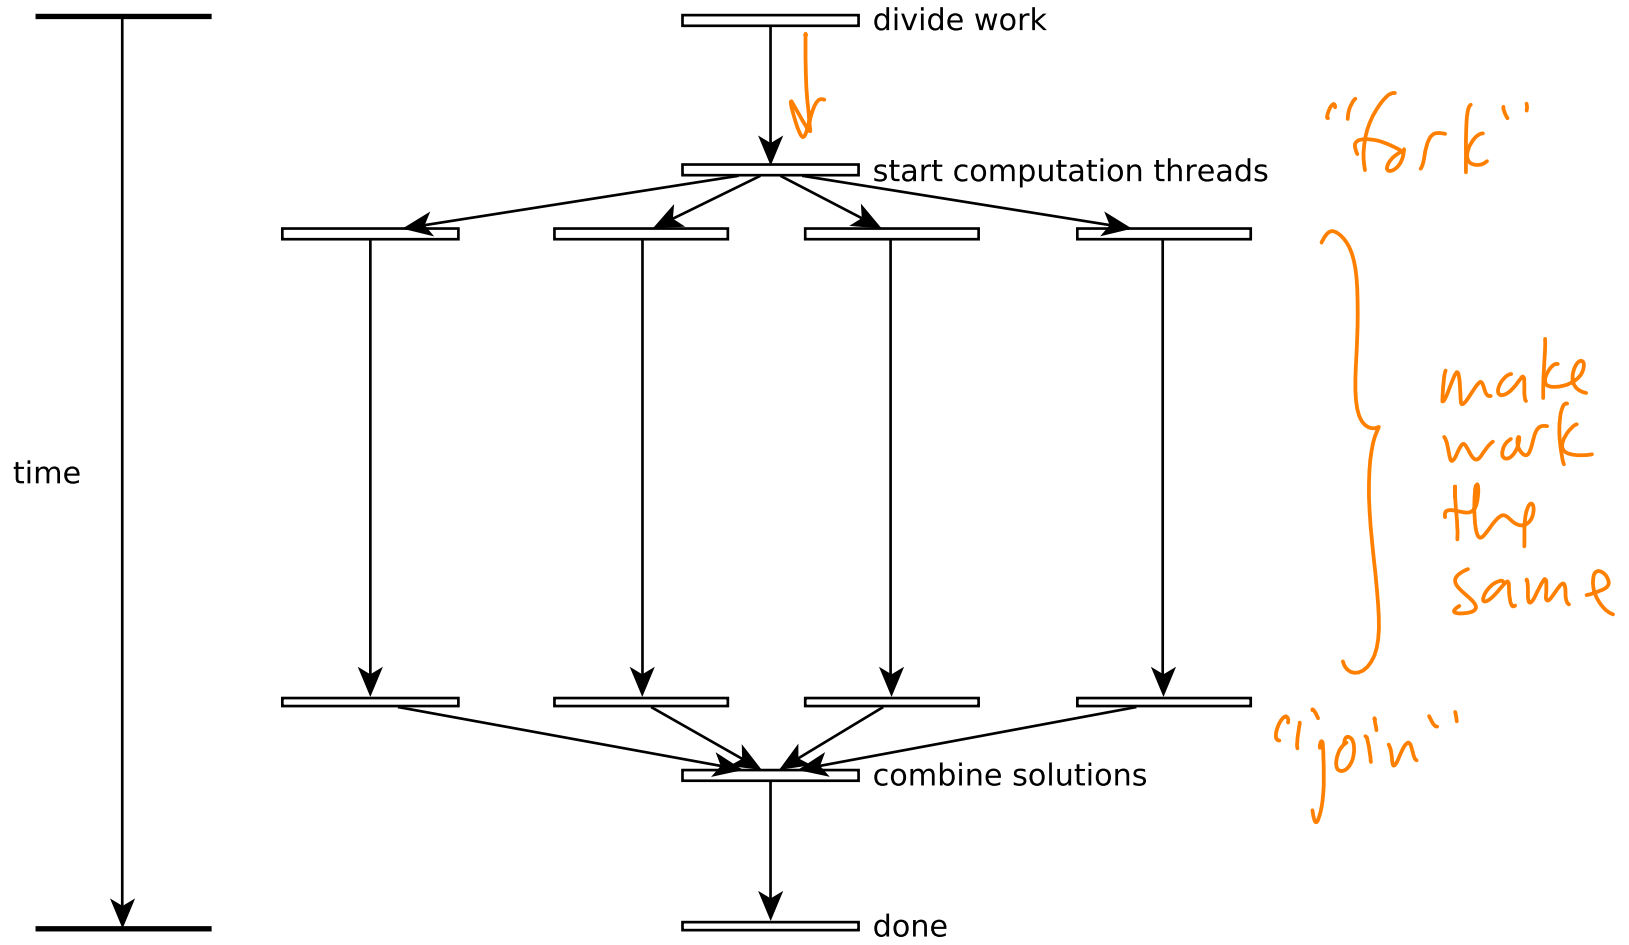 divide work
"fork"
start computation threads
make
work
the
same
time
"join"
combine solutions
done